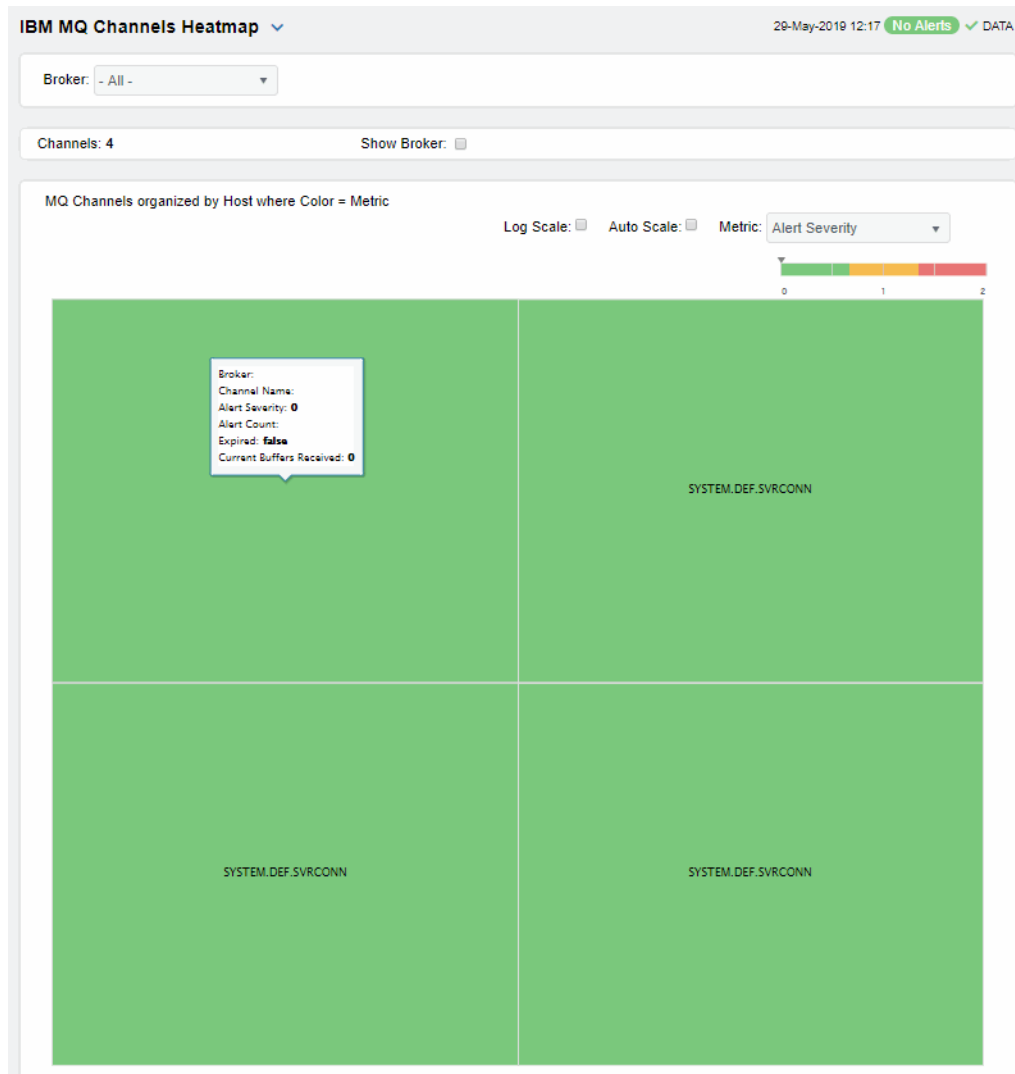 IBM MQ Channels Heatmap
29-May-2019 12:17 No Alerts DATA
Broker: - All -
Channels: 4 Show Broker:
MQ Channels organized by Host where Color = Metric
Log Scale: Auto Scale: Metric: Alert Severity
0 1 2
Broker:
Channel Name:
Alert Severity: 0
Alert Count:
Expired: false
Current Buffers Received: 0
SYSTEM.DEF.SVRCONN
SYSTEM.DEF.SVRCONN
SYSTEM.DEF.SVRCONN